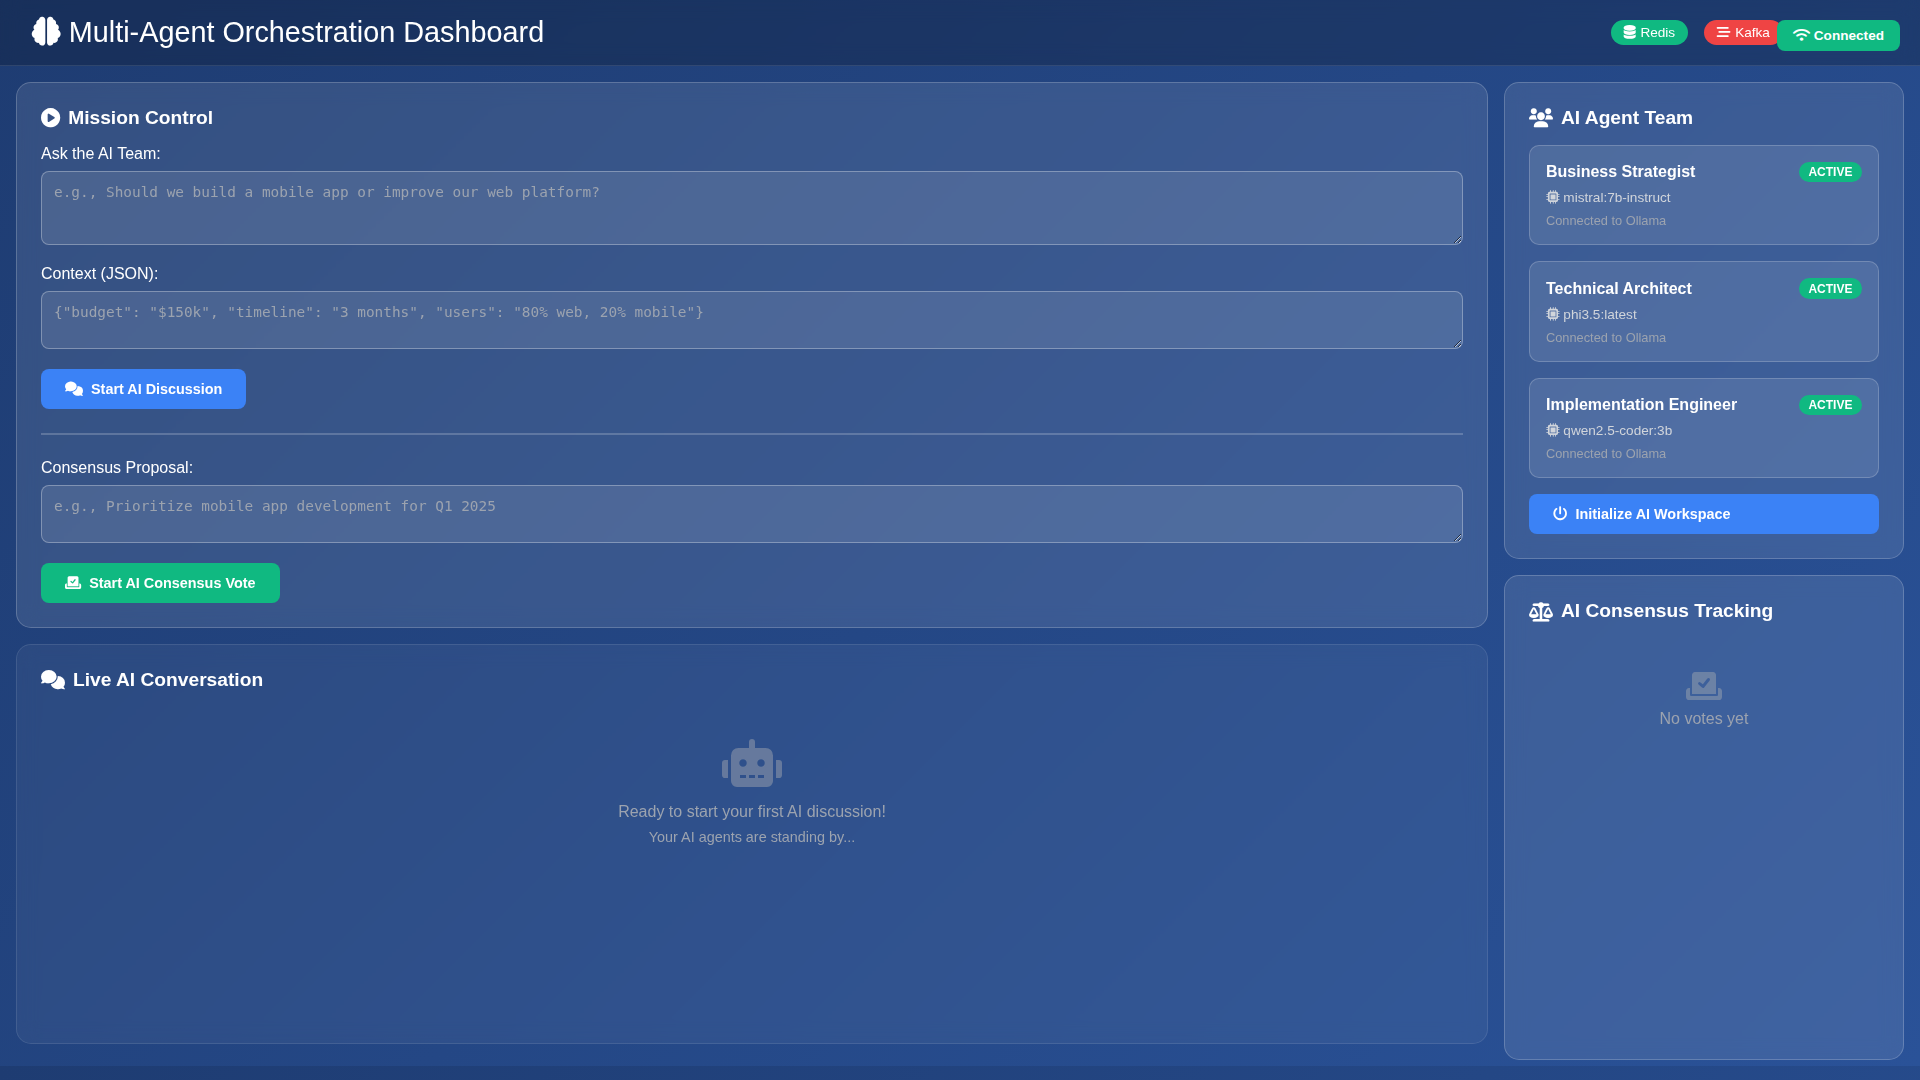 Multi-Agent Orchestration Dashboard
Redis
Kafka
Connected
Mission Control
Ask the AI Team:
e.g., Should we build a mobile app or improve our web platform?
Context (JSON):
{"budget": "$150k", "timeline": "3 months", "users": "80% web, 20% mobile"}
Start AI Discussion
Consensus Proposal:
e.g., Prioritize mobile app development for Q1 2025
Start AI Consensus Vote
Live AI Conversation
Ready to start your first AI discussion!
Your AI agents are standing by...
AI Agent Team
Business Strategist
ACTIVE
mistral:7b-instruct
Connected to Ollama
Technical Architect
ACTIVE
phi3.5:latest
Connected to Ollama
Implementation Engineer
ACTIVE
qwen2.5-coder:3b
Connected to Ollama
Initialize AI Workspace
AI Consensus Tracking
No votes yet